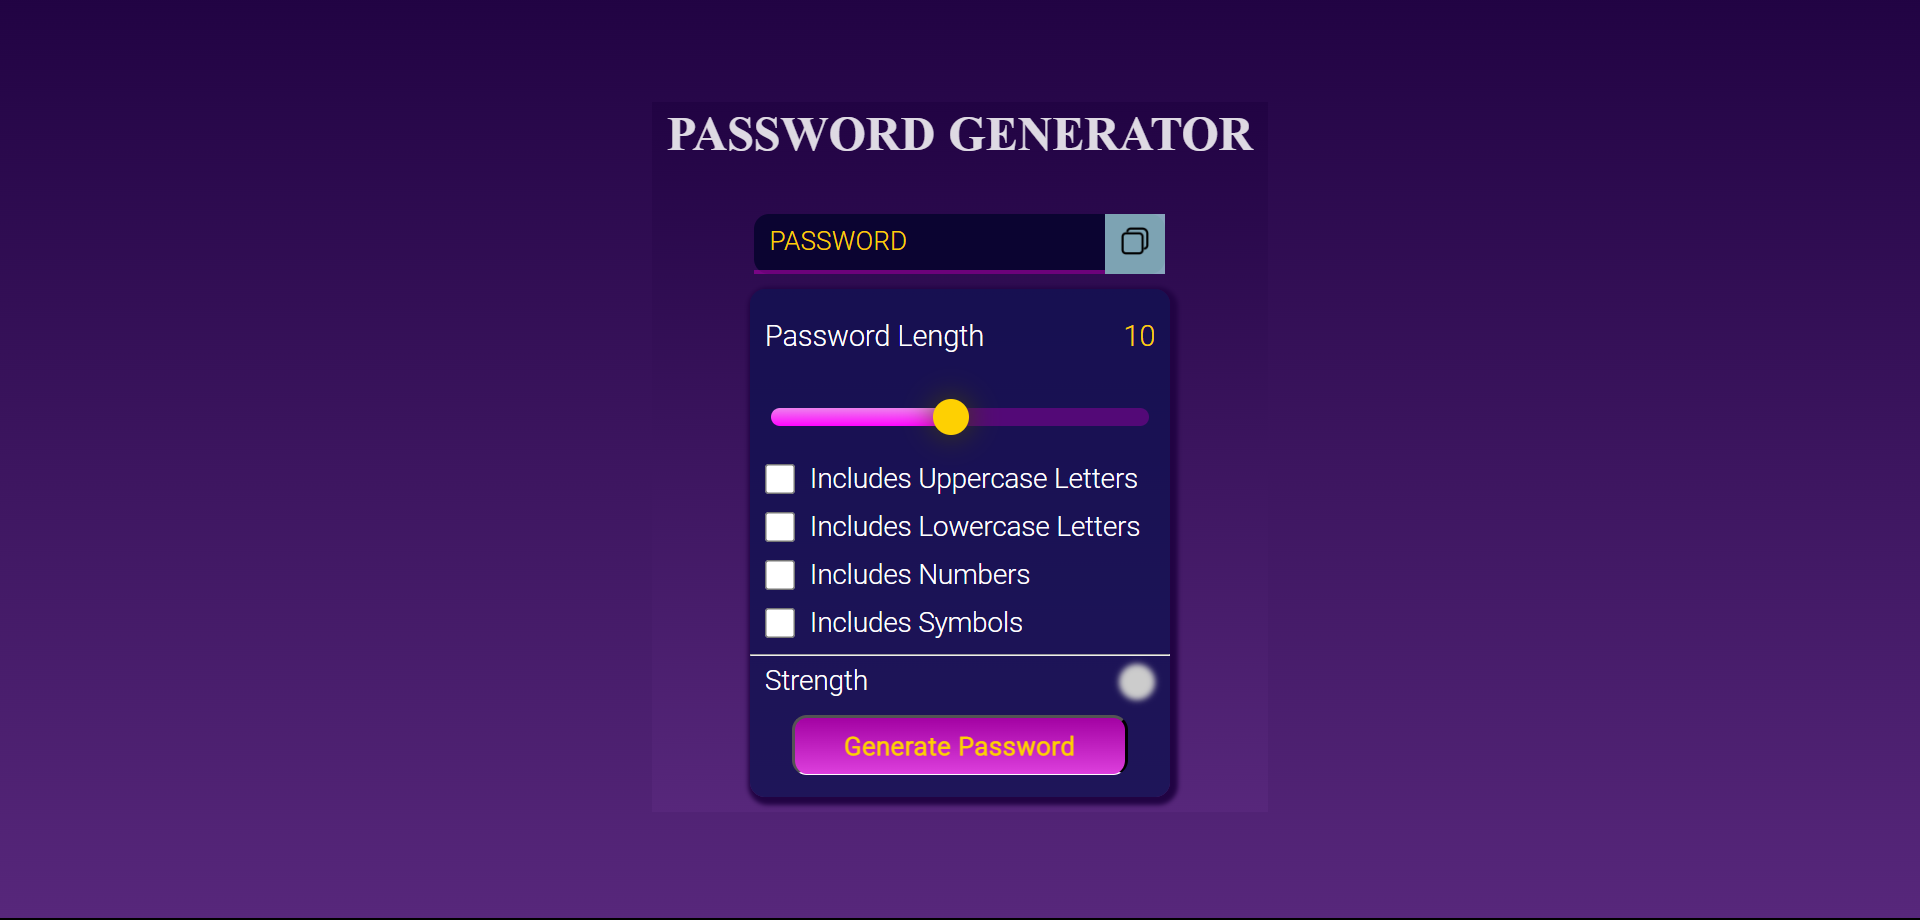 PASSWORD GENERATOR
PASSWORD
Password Length 10
Includes Uppercase Letters
Includes Lowercase Letters
Includes Numbers
Includes Symbols
Strength
Generate Password